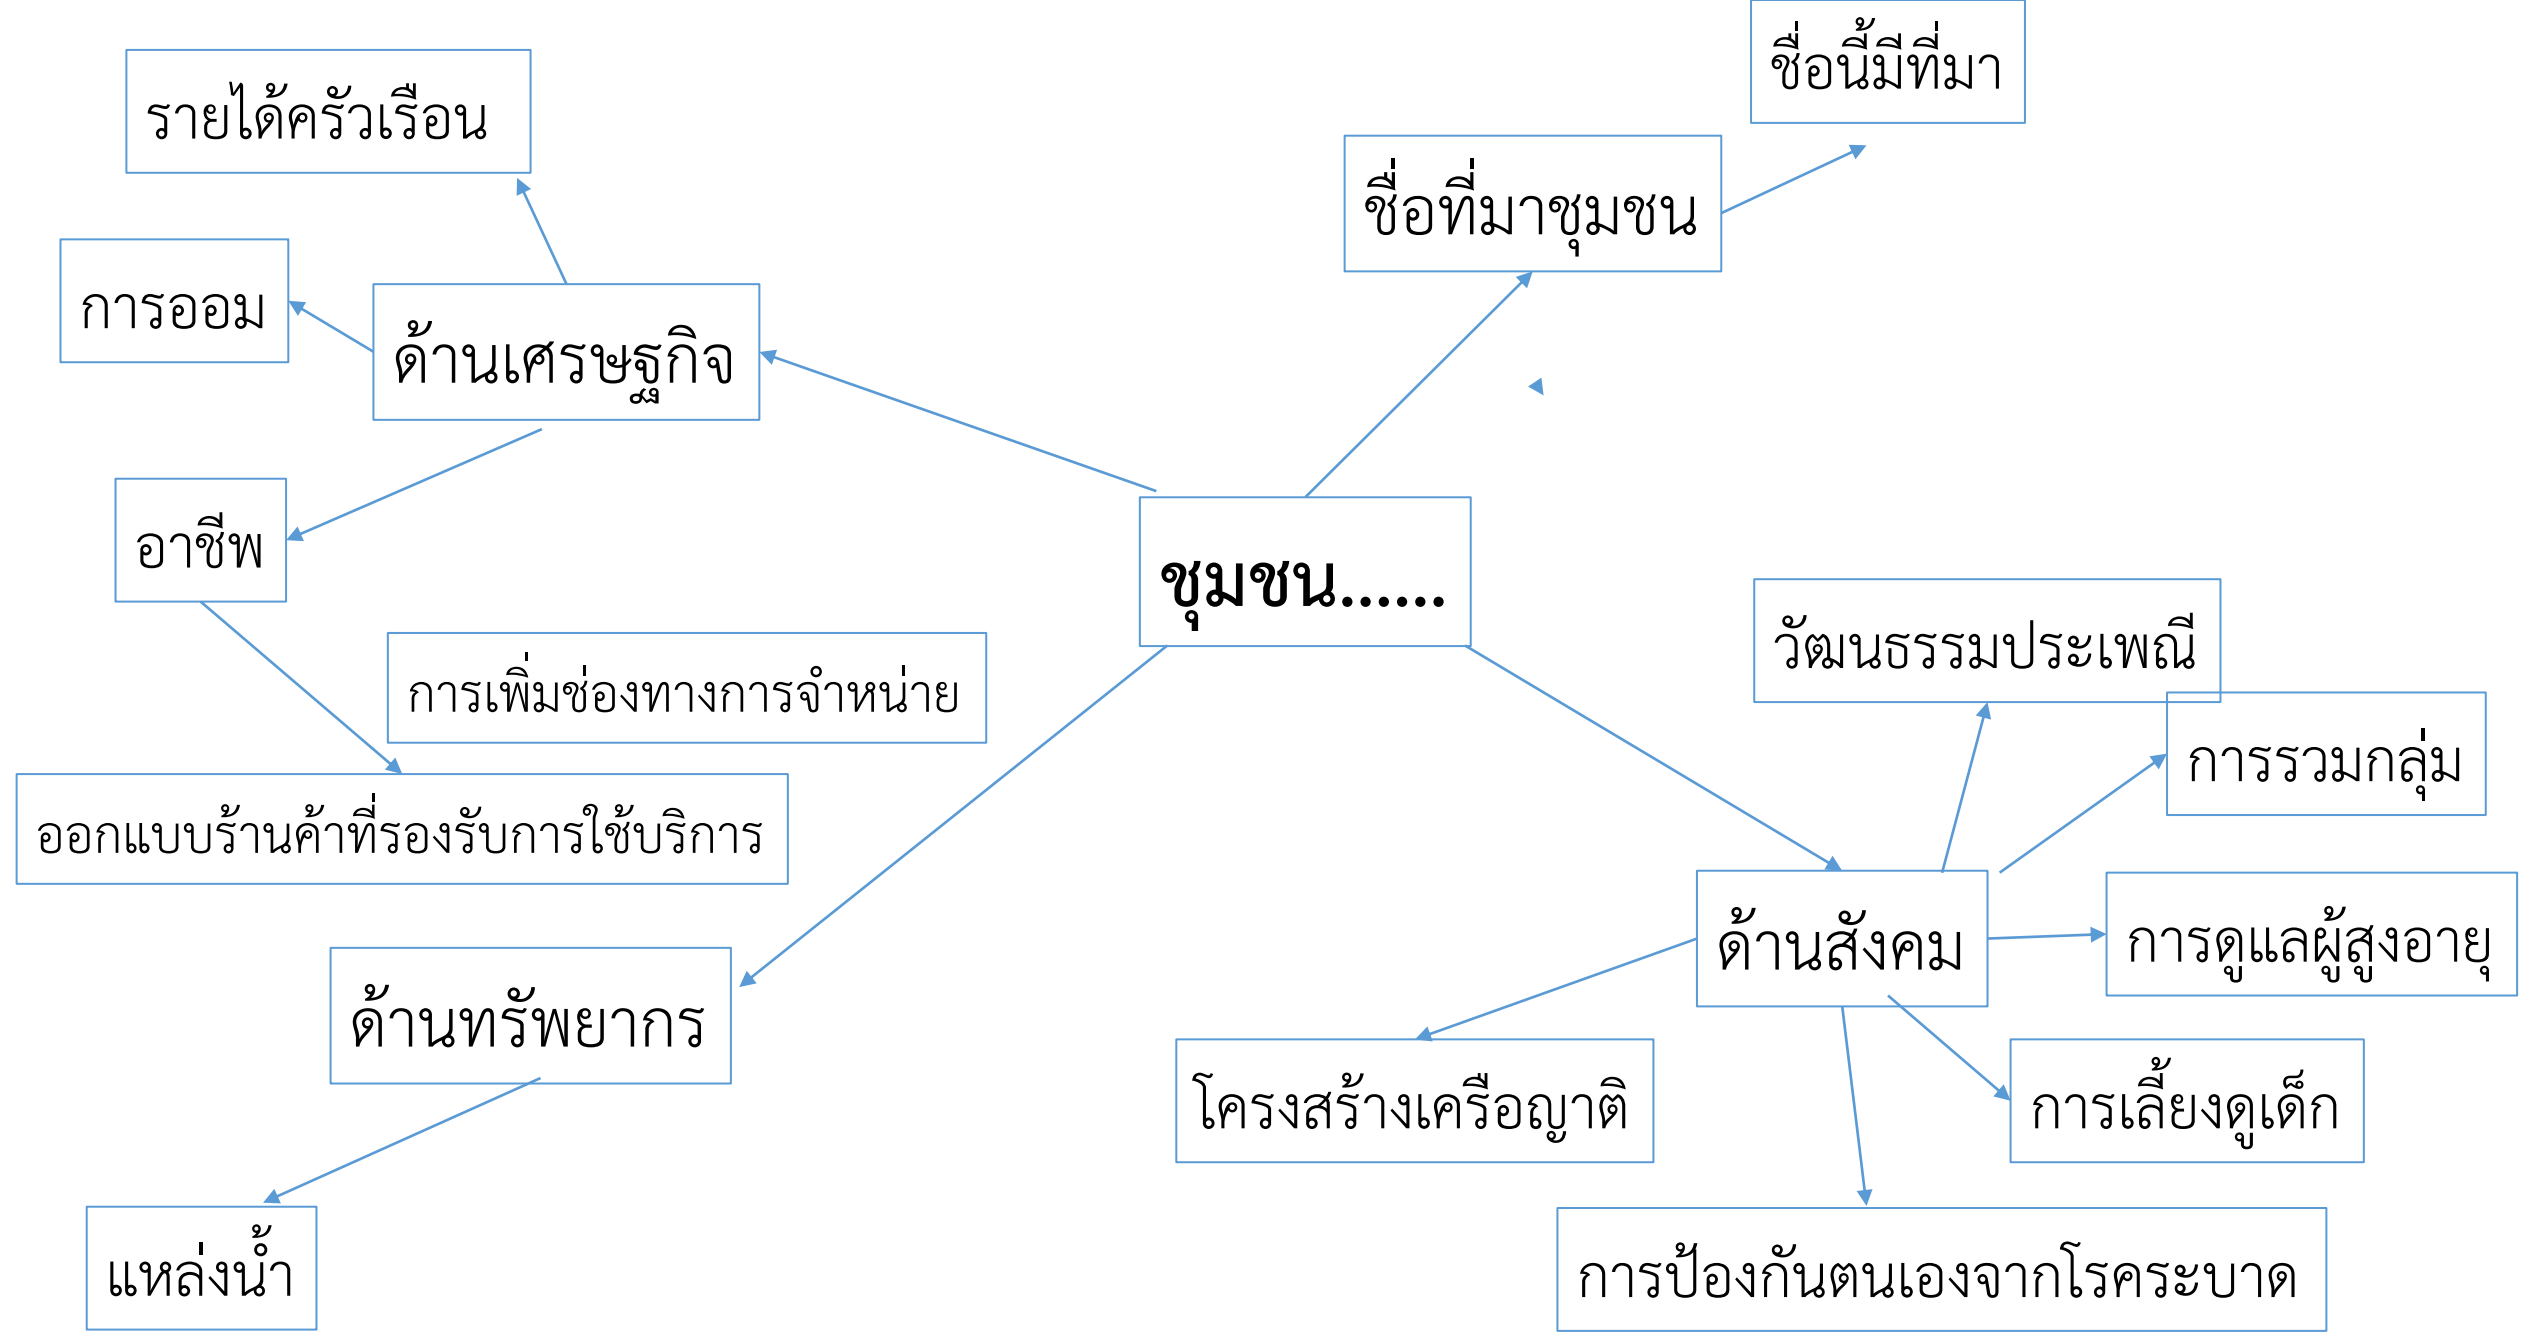 ชื่อนี้มีที่มา
รายได้ครัวเรือน
ชื่อที่มาชุมชน
การออม
ด้านเศรษฐกิจ
อาชีพ
ชุมชน......
วัฒนธรรมประเพณี
การเพิ่มช่องทางการจำหน่าย
การรวมกลุ่ม
ออกแบบร้านค้าที่รองรับการใช้บริการ
ด้านสังคม
การดูแลผู้สูงอายุ
ด้านทรัพยากร
โครงสร้างเครือญาติ
การเลี้ยงดูเด็ก
แหล่งน้ำ
การป้องกันตนเองจากโรคระบาด